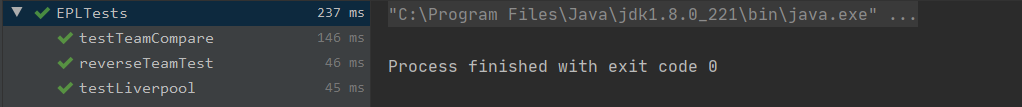 EPLTests 237 ms
testTeamCompare 146 ms
reverseTeamTest 46 ms
testLiverpool 45 ms
"C:\Program Files\Java\jdk1.8.0_221\bin\java.exe" ...
Process finished with exit code 0